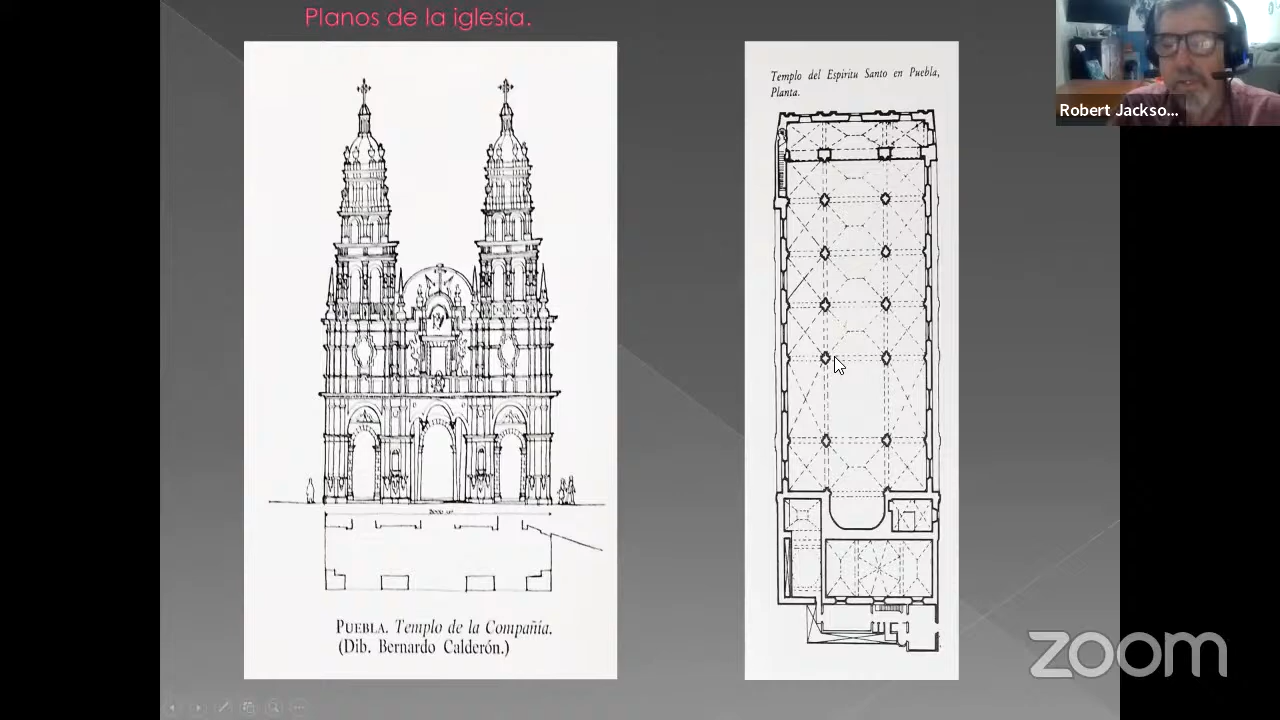 Planos de la iglesia.
Templo del Espíritu Santo en Puebla,
Planta.
Robert Jackso...
PUEBLA. Templo de la Compañía.
(Dib. Bernardo Calderón.)
zoom